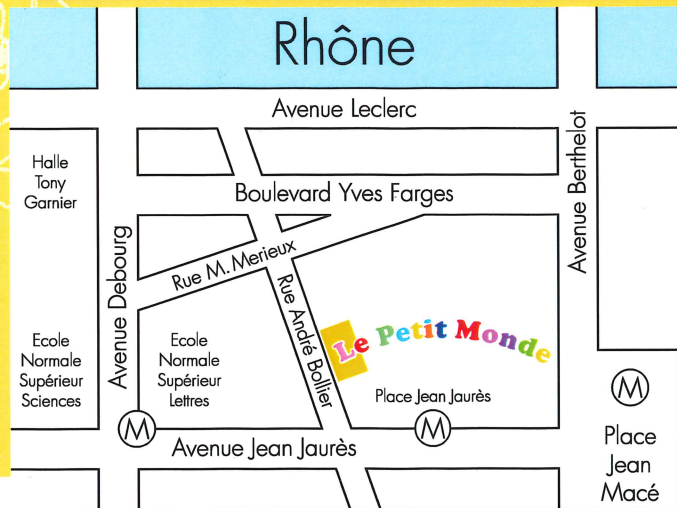 Rhône
Avenue Leclerc
Halle
Tony
Garnier
Boulevard Yves Farges
Avenue Berthelot
Avenue Debourg
Rue M. Merieux
Rue André Bollier
Le Petit Monde
Ecole
Normale
Supérieur
Sciences
Ecole
Normale
Supérieur
Lettres
Place Jean Jaurès
M
M
M
Avenue Jean Jaurès
Place
Jean
Macé